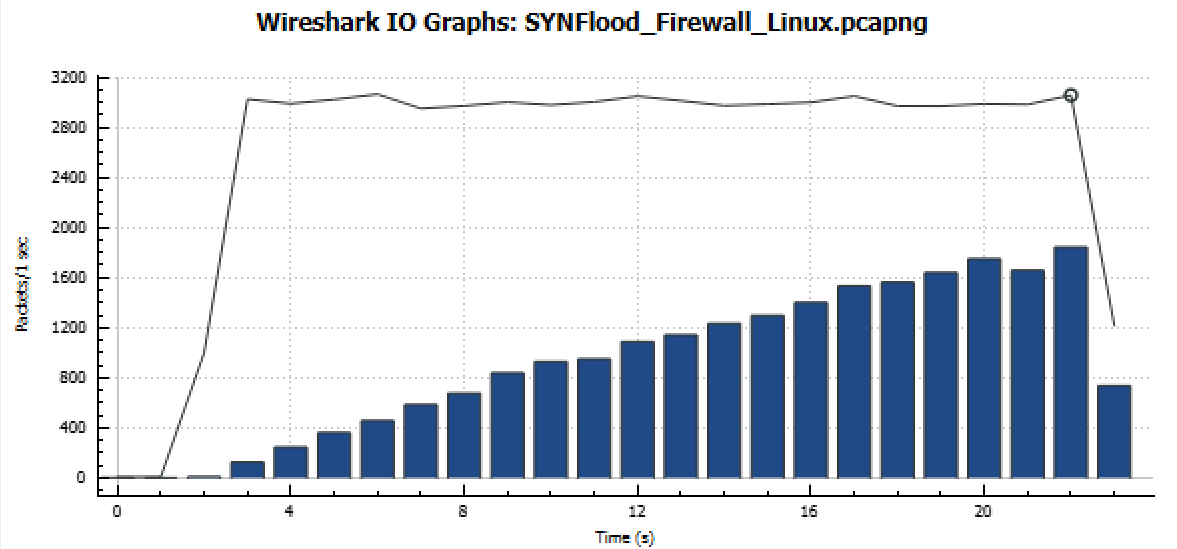 Wireshark IO Graphs: SYNFlood_Firewall_Linux.pcapng
3200
2800
2400
2000
1600
1200
800
400
0
Packets/1 sec
0 4 8 12 16 20
Time (s)